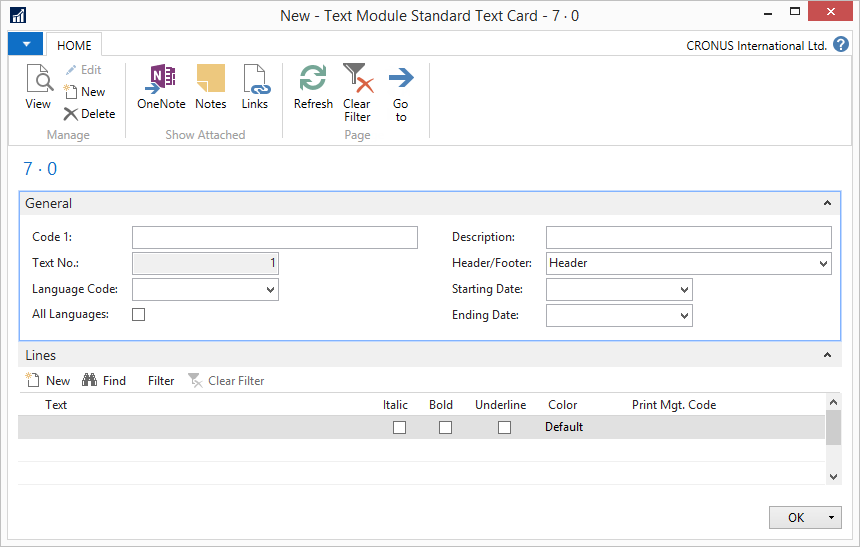 New - Text Module Standard Text Card - 7 · 0
HOME
CRONUS International Ltd.
View
Edit
New
Delete
Manage
OneNote
Notes
Links
Show Attached
Refresh
Clear Filter
Go to
Page
7 · 0
General
Code 1:
Description:
Text No.: 1
Header/Footer: Header
Language Code:
Starting Date:
All Languages:
Ending Date:
Lines
New Find Filter Clear Filter
Text Italic Bold Underline Color Print Mgt. Code
Default
OK